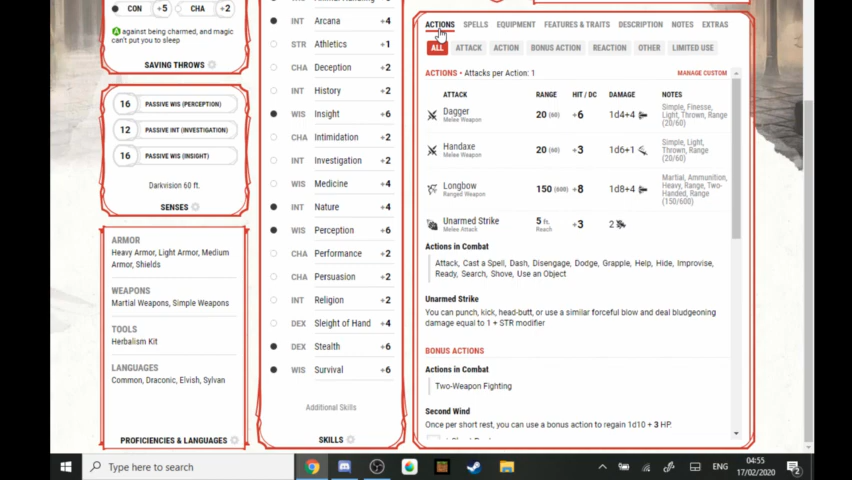 CON +5
CHA +2
A against being charmed, and magic
can't put you to sleep
SAVING THROWS
16 PASSIVE WIS (PERCEPTION)
12 PASSIVE INT (INVESTIGATION)
16 PASSIVE WIS (INSIGHT)
Darkvision 60 ft.
SENSES
ARMOR
Heavy Armor, Light Armor, Medium
Armor, Shields
WEAPONS
Martial Weapons, Simple Weapons
TOOLS
Herbalism Kit
LANGUAGES
Common, Draconic, Elvish, Sylvan
PROFICIENCIES & LANGUAGES
INT Arcana +4
STR Athletics +1
CHA Deception +2
INT History +2
WIS Insight +6
CHA Intimidation +2
INT Investigation +2
WIS Medicine +4
INT Nature +4
WIS Perception +6
CHA Performance +2
CHA Persuasion +2
INT Religion +2
DEX Sleight of Hand +4
DEX Stealth +6
WIS Survival +6
Additional Skills
SKILLS
ACTIONS SPELLS EQUIPMENT FEATURES & TRAITS DESCRIPTION NOTES EXTRAS
ALL ATTACK ACTION BONUS ACTION REACTION OTHER LIMITED USE
ACTIONS • Attacks per Action: 1 MANAGE CUSTOM
ATTACK RANGE HIT / DC DAMAGE NOTES
Dagger 20 (60) +6 1d4+4 Simple, Finesse,
Melee Weapon Light, Thrown, Range
(20/60)
Handaxe 20 (60) +3 1d6+1 Simple, Light,
Melee Weapon Thrown, Range
(20/60)
Longbow 150 (600) +8 1d8+4 Martial, Ammunition,
Ranged Weapon Heavy, Range, Two-
Handed, Range
(150/600)
Unarmed Strike 5 ft. +3 2
Melee Attack Reach
Actions in Combat
Attack, Cast a Spell, Dash, Disengage, Dodge, Grapple, Help, Hide, Improvise,
Ready, Search, Shove, Use an Object
Unarmed Strike
You can punch, kick, head-butt, or use a similar forceful blow and deal bludgeoning
damage equal to 1 + STR modifier
BONUS ACTIONS
Actions in Combat
Two-Weapon Fighting
Second Wind
Once per short rest, you can use a bonus action to regain 1d10 + 3 HP.
Type here to search
ENG
04:55
17/02/2020
2